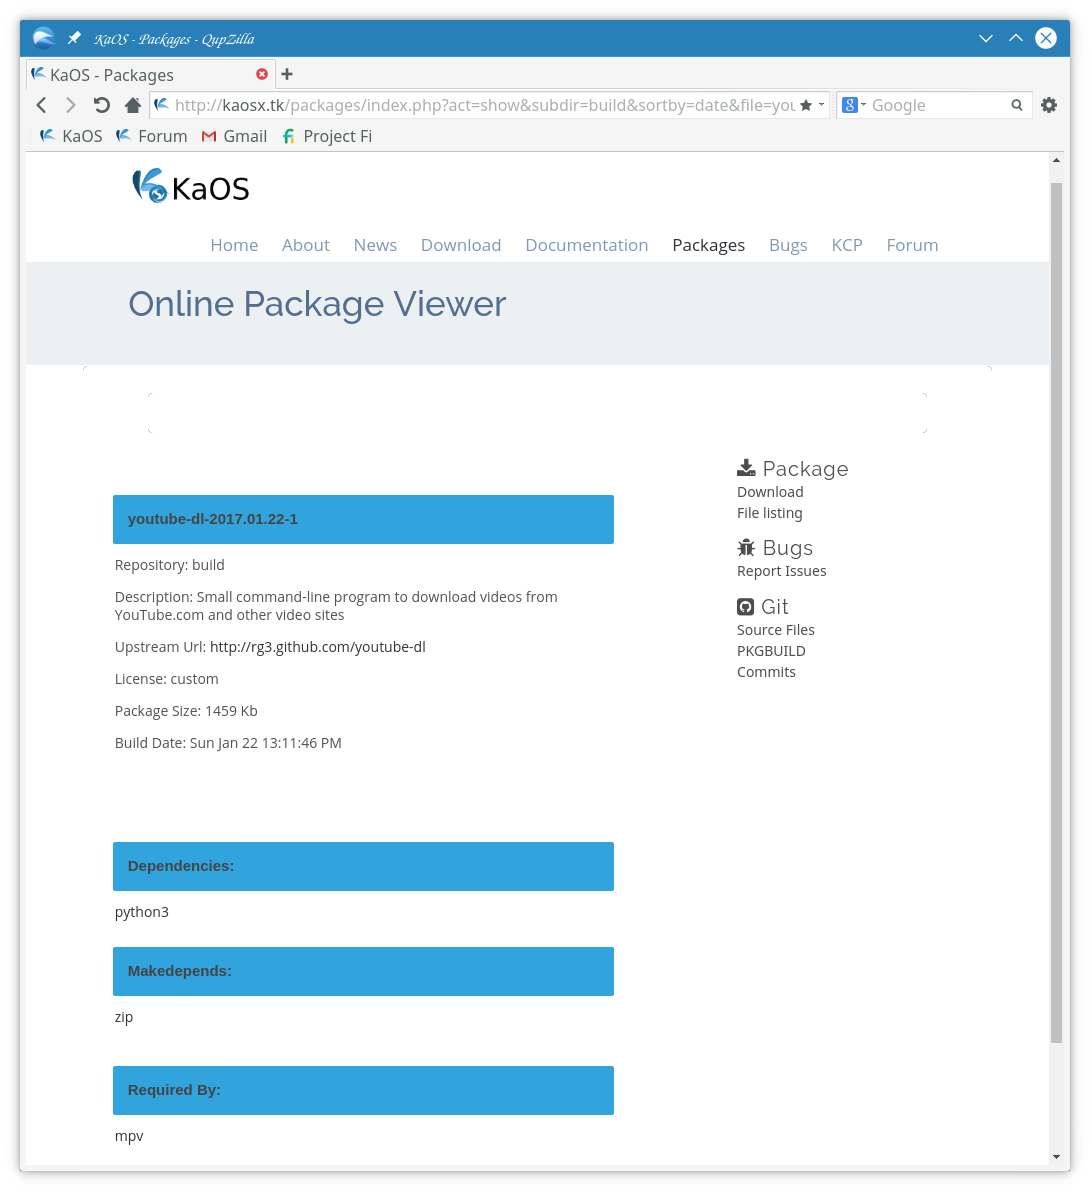 KaOS - Packages - QupZilla
KaOS - Packages
http://kaosx.tk/packages/index.php?act=show&subdir=build&sortby=date&file=you
Google
KaOS Forum Gmail Project Fi
KaOS
Home About News Download Documentation Packages Bugs KCP Forum
Online Package Viewer
youtube-dl-2017.01.22-1
Repository: build
Description: Small command-line program to download videos from
YouTube.com and other video sites
Upstream Url: http://rg3.github.com/youtube-dl
License: custom
Package Size: 1459 Kb
Build Date: Sun Jan 22 13:11:46 PM
Dependencies:
python3
Makedepends:
zip
Required By:
mpv
Package
Download
File listing
Bugs
Report Issues
Git
Source Files
PKGBUILD
Commits